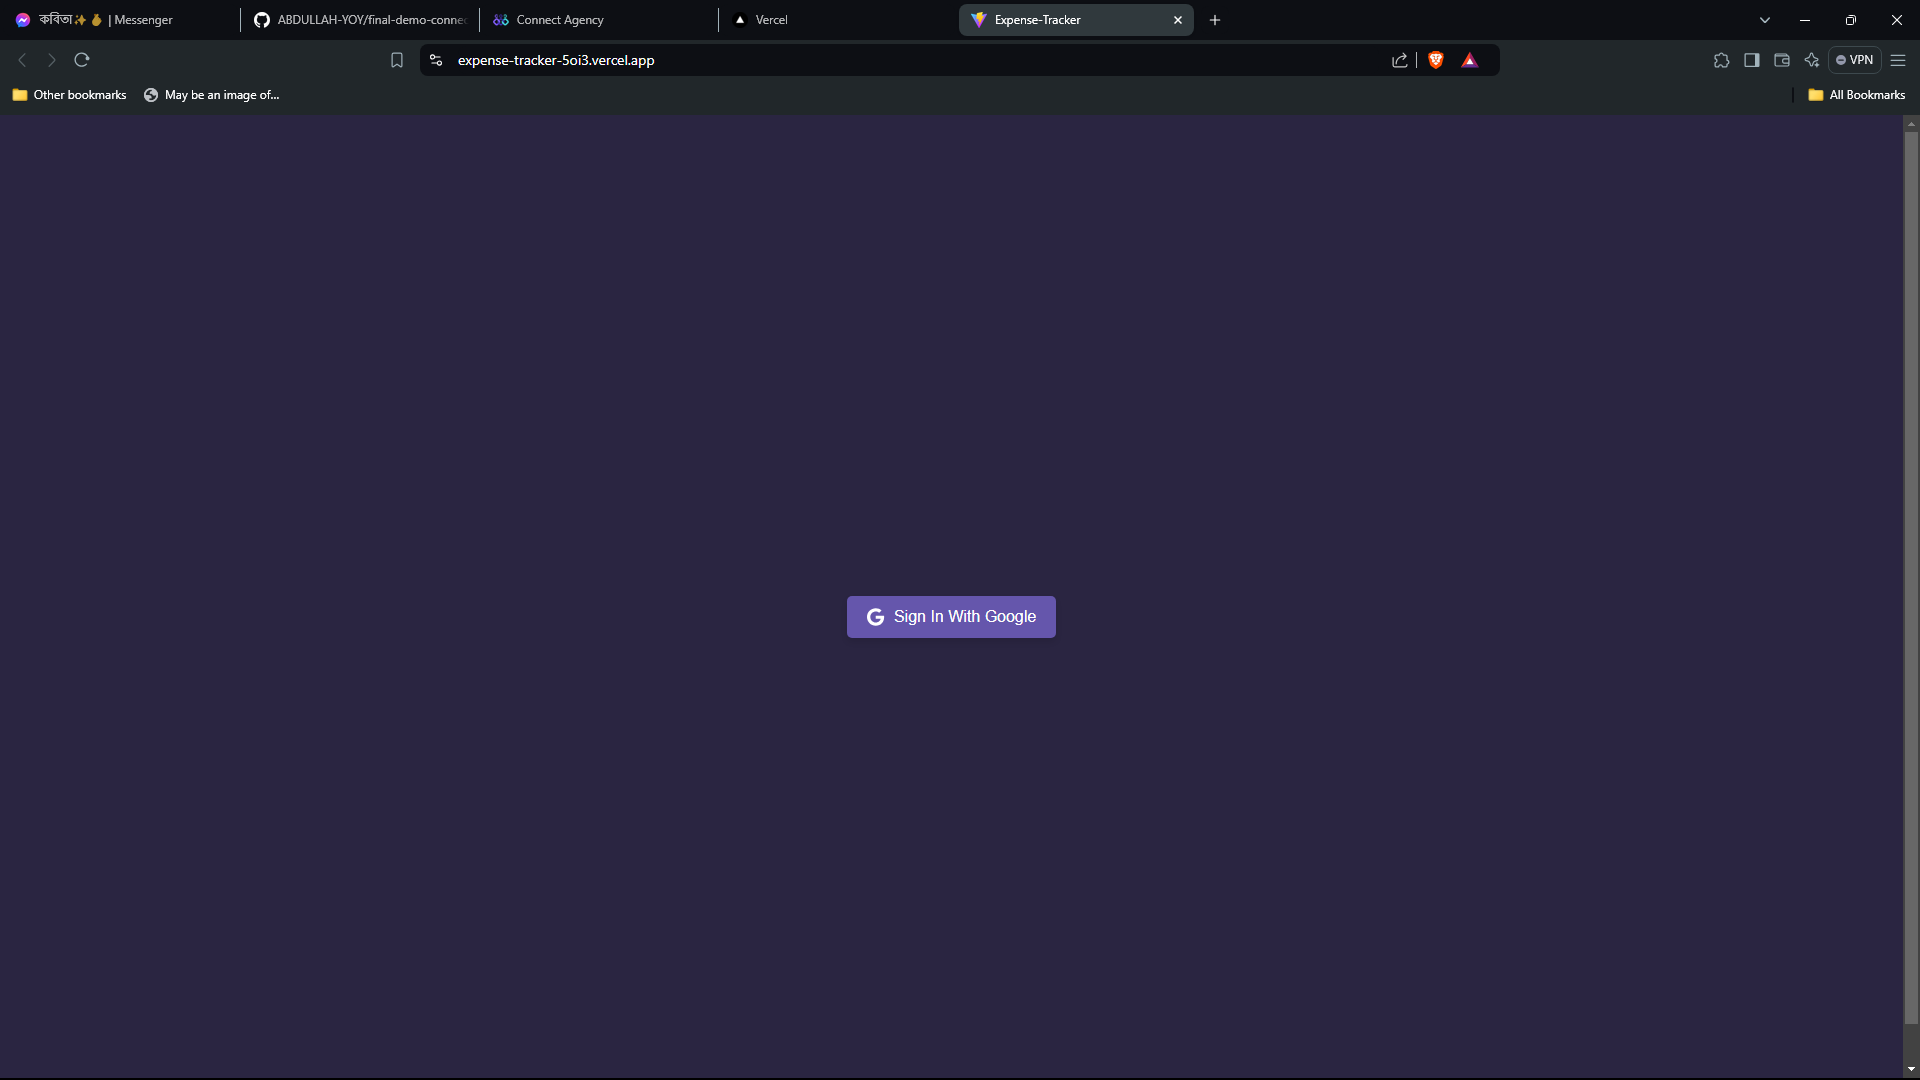 কবিতা✨🍯 | Messenger
ABDULLAH-YOY/final-demo-connec
Connect Agency
Vercel
Expense-Tracker
expense-tracker-5oi3.vercel.app
VPN
Other bookmarks
May be an image of...
All Bookmarks
Sign In With Google